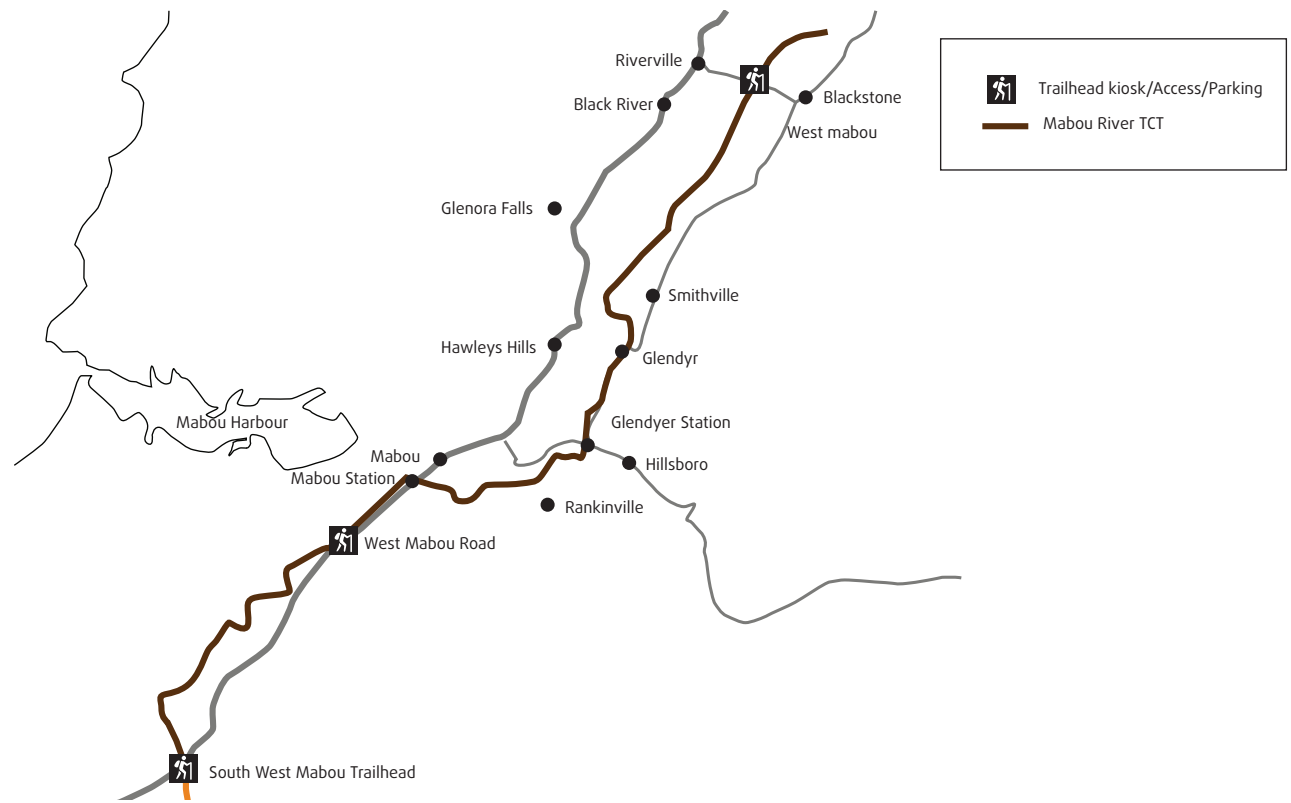 Riverville
Trailhead kiosk/Access/Parking
Black River
Blackstone
Mabou River TCT
West mabou
Glenora Falls
Smithville
Hawleys Hills
Glendyr
Mabou Harbour
Glendyer Station
Mabou
Hillsboro
Mabou Station
Rankinville
West Mabou Road
South West Mabou Trailhead